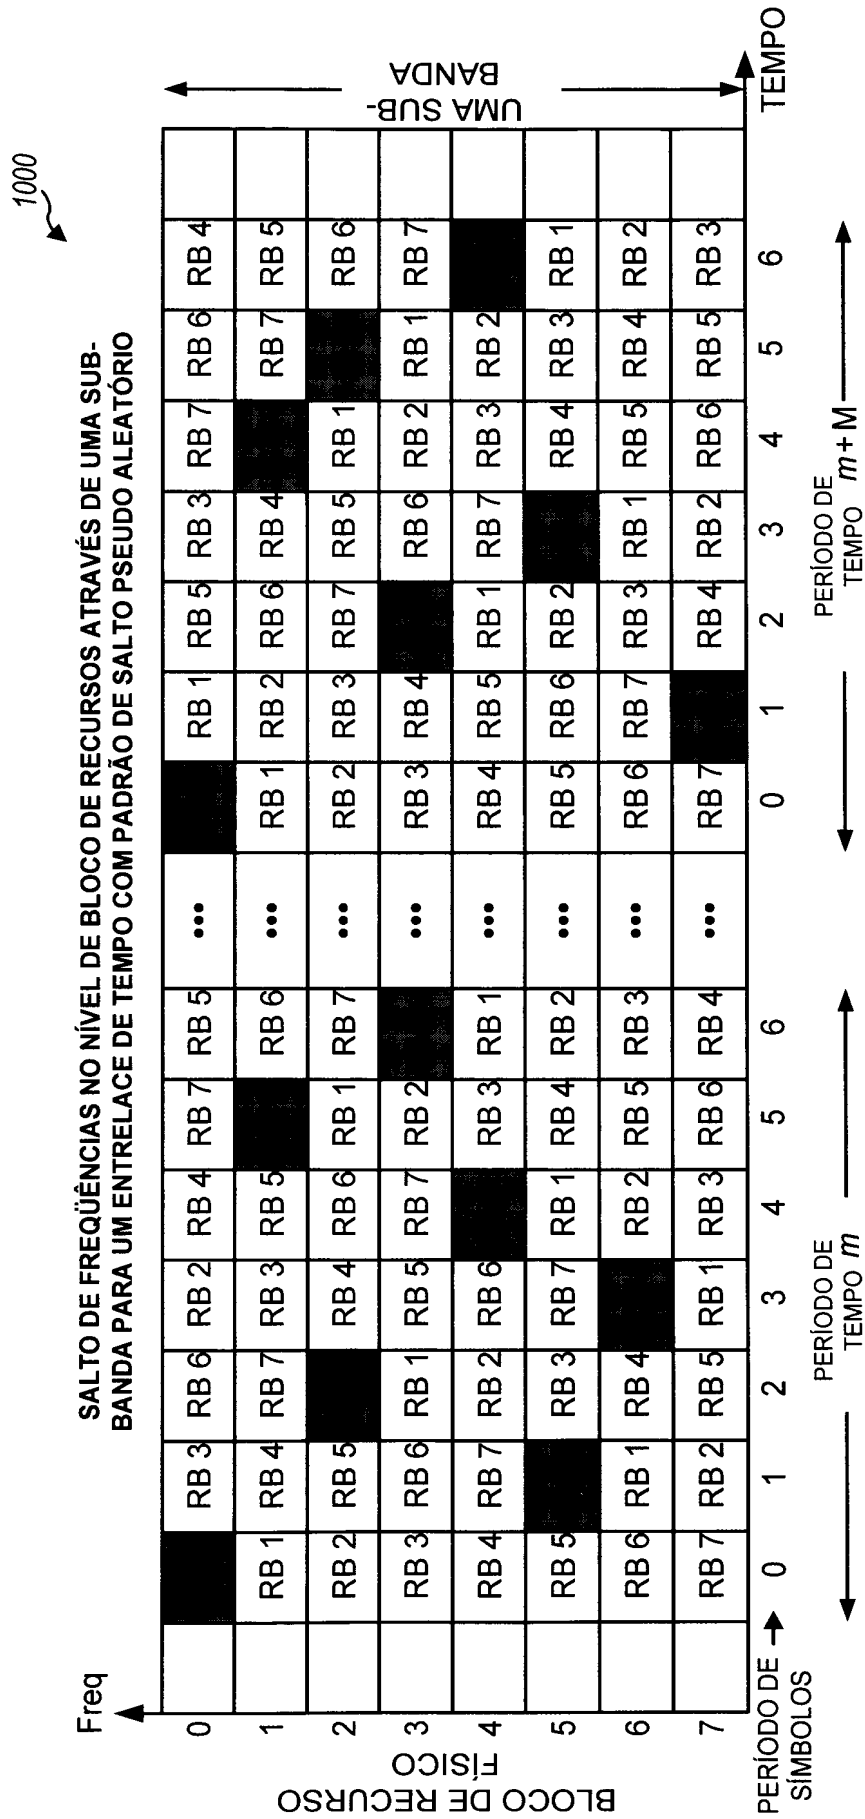 1000
SALTO DE FREQÜÊNCIAS NO NÍVEL DE BLOCO DE RECURSOS ATRAVÉS DE UMA SUB-
BANDA PARA UM ENTRELACE DE TEMPO COM PADRÃO DE SALTO PSEUDO ALEATÓRIO
Freq
BLOCO DE RECURSO
FÍSICO
0 RB 3 RB 6 RB 2 RB 4 RB 7 RB 5 ... RB 1 RB 5 RB 3 RB 7 RB 6 RB 4
1 RB 1 RB 4 RB 7 RB 3 RB 5 RB 6 ... RB 1 RB 2 RB 6 RB 4 RB 7 RB 5
2 RB 2 RB 5 RB 4 RB 6 RB 1 RB 7 ... RB 2 RB 3 RB 7 RB 5 RB 1 RB 6
3 RB 3 RB 6 RB 1 RB 5 RB 7 RB 2 ... RB 3 RB 4 RB 6 RB 2 RB 1 RB 7
4 RB 4 RB 7 RB 2 RB 6 RB 3 RB 1 ... RB 4 RB 5 RB 1 RB 7 RB 3 RB 2
5 RB 5 RB 3 RB 7 RB 1 RB 4 RB 2 ... RB 5 RB 6 RB 2 RB 4 RB 3 RB 1
6 RB 6 RB 1 RB 4 RB 2 RB 5 RB 3 ... RB 6 RB 7 RB 3 RB 1 RB 5 RB 4 RB 2
7 RB 7 RB 2 RB 5 RB 1 RB 3 RB 6 RB 4 ... RB 7 RB 4 RB 2 RB 6 RB 5 RB 3
UMA SUB-
BANDA
PERÍODO DE
SÍMBOLOS
0 1 2 3 4 5 6 0 1 2 3 4 5 6
TEMPO
PERÍODO DE
TEMPO m
PERÍODO DE
TEMPO m + M